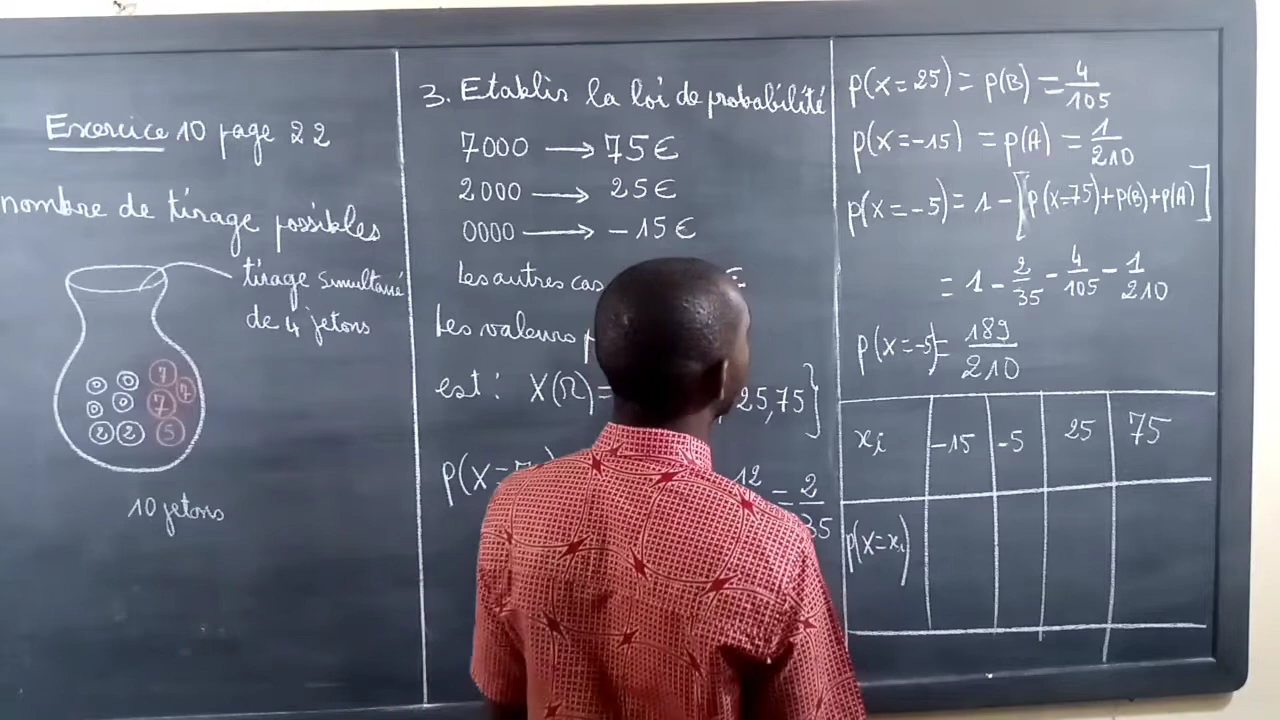 Exercice 10 page 22
nombre de tirage possibles
tirage simultané
de 4 jetons
0 0 7
0 0 7 7
2 2 5
10 jetons
3. Etablir la loi de probabilité
7000 → 75€
2000 → 25€
0000 → -15€
Les autres cas €
Les valeurs
est : X(Ω)= , 25, 75}
p(X= 12 = 2/35
p(X=25) = p(B) = 4/105
p(X=-15) = p(A) = 1/210
p(X=-5) = 1 - [p(X=75)+p(B)+p(A)]
= 1 - 2/35 - 4/105 - 1/210
p(X=-5)= 189/210
xi -15 -5 25 75
p(X=xi)